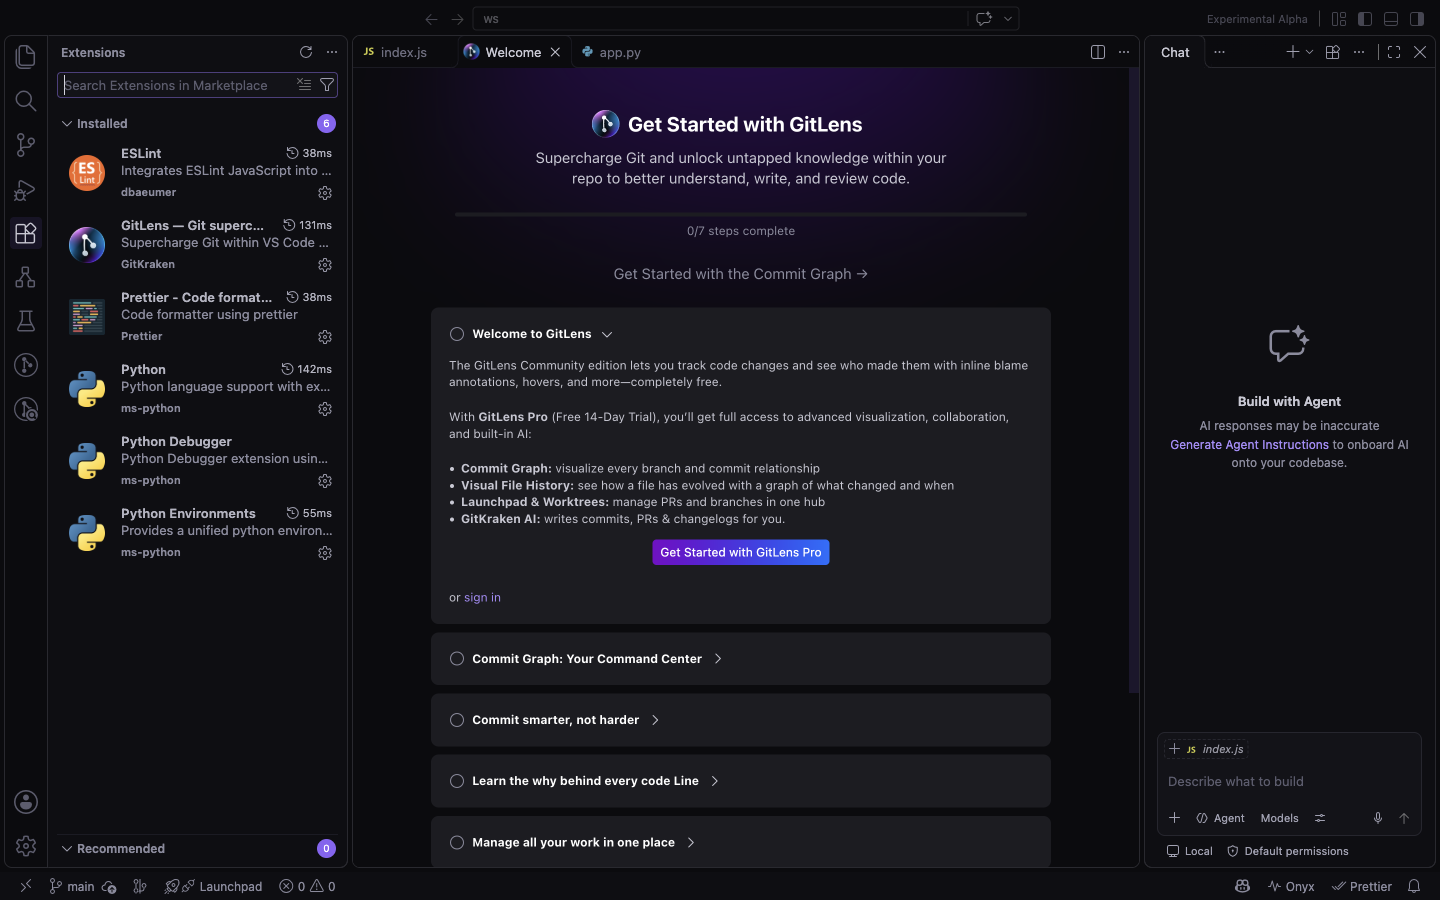 ws
Experimental Alpha
Extensions
Search Extensions in Marketplace
Installed
6
ESLint
38ms
Integrates ESLint JavaScript into ...
dbaeumer
GitLens — Git superc...
131ms
Supercharge Git within VS Code ...
GitKraken
Prettier - Code format...
38ms
Code formatter using prettier
Prettier
Python
142ms
Python language support with ex...
ms-python
Python Debugger
Python Debugger extension usin...
ms-python
Python Environments
55ms
Provides a unified python environ...
ms-python
Recommended
0
JS index.js
Welcome
app.py
Get Started with GitLens
Supercharge Git and unlock untapped knowledge within your
repo to better understand, write, and review code.
0/7 steps complete
Get Started with the Commit Graph →
Welcome to GitLens
The GitLens Community edition lets you track code changes and see who made them with inline blame
annotations, hovers, and more—completely free.
With GitLens Pro (Free 14-Day Trial), you'll get full access to advanced visualization, collaboration,
and built-in AI:
• Commit Graph: visualize every branch and commit relationship
• Visual File History: see how a file has evolved with a graph of what changed and when
• Launchpad & Worktrees: manage PRs and branches in one hub
• GitKraken AI: writes commits, PRs & changelogs for you.
Get Started with GitLens Pro
or sign in
Commit Graph: Your Command Center
Commit smarter, not harder
Learn the why behind every code Line
Manage all your work in one place
Chat
Build with Agent
AI responses may be inaccurate
Generate Agent Instructions to onboard AI
onto your codebase.
JS index.js
Describe what to build
Agent
Models
Local
Default permissions
main
Launchpad
0
0
Onyx
Prettier
ES
Lint